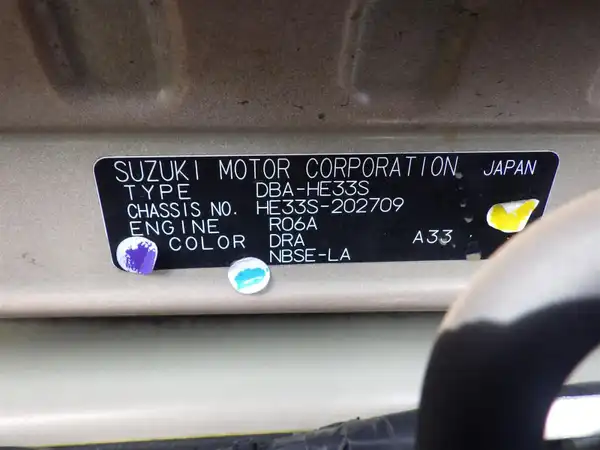 SUZUKI MOTOR CORPORATION JAPAN
TYPE DBA-HE33S
CHASSIS NO. HE33S-202709
ENGINE R06A
COLOR DRA A33
NBSE-LA